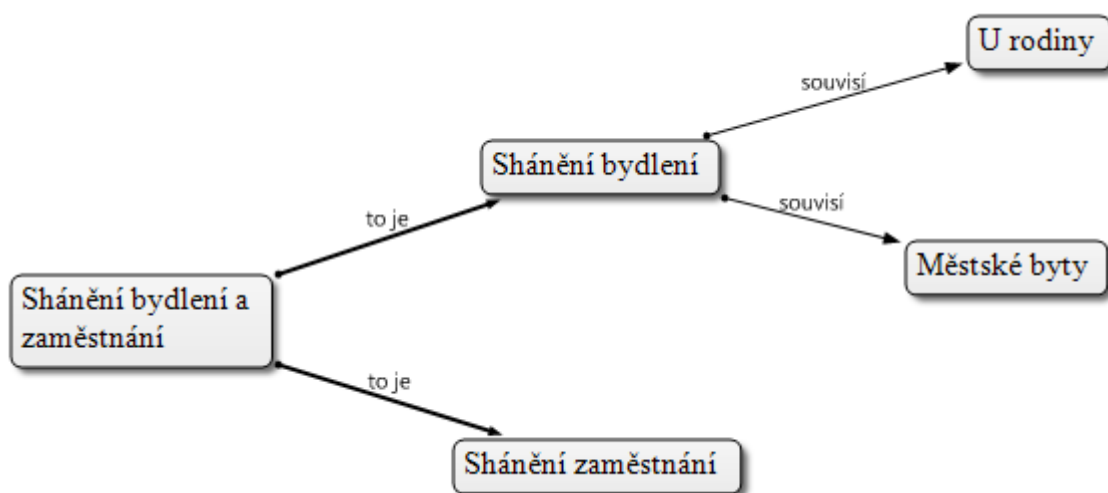 U rodiny
souvisí
Shánění bydlení
souvisí
to je
Městské byty
Shánění bydlení a
zaměstnání
to je
Shánění zaměstnání